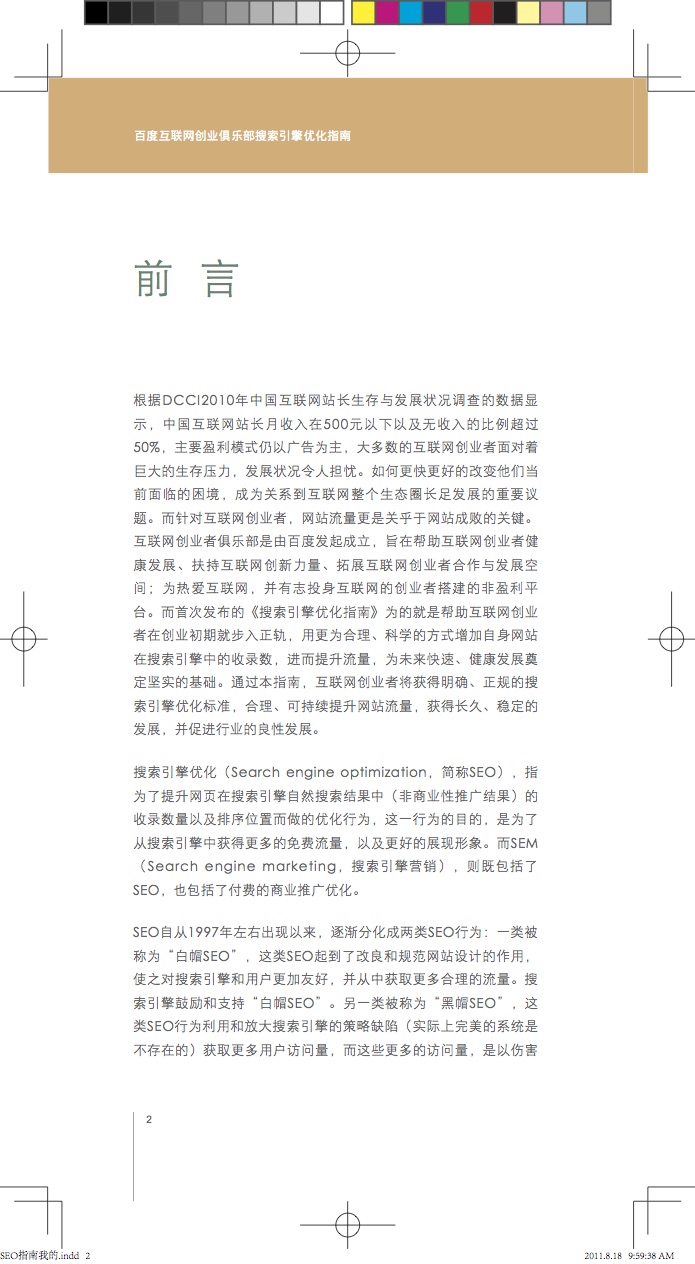 百度互联网创业俱乐部搜索引擎优化指南
前 言
根据DCCI2010年中国互联网站长生存与发展状况调查的数据显
示，中国互联网站长月收入在500元以下以及无收入的比例超过
50%，主要盈利模式仍以广告为主，大多数的互联网创业者面对着
巨大的生存压力，发展状况令人担忧。如何更快更好的改变他们当
前面临的困境，成为关系到互联网整个生态圈长足发展的重要议
题。而针对互联网创业者，网站流量更是关乎于网站成败的关键。
互联网创业者俱乐部是由百度发起成立，旨在帮助互联网创业者健
康发展、扶持互联网创新力量、拓展互联网创业者合作与发展空
间；为热爱互联网，并有志投身互联网的创业者搭建的非盈利平
台。而首次发布的《搜索引擎优化指南》为的就是帮助互联网创业
者在创业初期就步入正轨，用更为合理、科学的方式增加自身网站
在搜索引擎中的收录数，进而提升流量，为未来快速、健康发展奠
定坚实的基础。通过本指南，互联网创业者将获得明确、正规的搜
索引擎优化标准，合理、可持续提升网站流量，获得长久、稳定的
发展，并促进行业的良性发展。
搜索引擎优化（Search engine optimization，简称SEO），指
为了提升网页在搜索引擎自然搜索结果中（非商业性推广结果）的
收录数量以及排序位置而做的优化行为，这一行为的目的，是为了
从搜索引擎中获得更多的免费流量，以及更好的展现形象。而SEM
（Search engine marketing，搜索引擎营销），则既包括了
SEO，也包括了付费的商业推广优化。
SEO自从1997年左右出现以来，逐渐分化成两类SEO行为：一类被
称为“白帽SEO”，这类SEO起到了改良和规范网站设计的作用，
使之对搜索引擎和用户更加友好，并从中获取更多合理的流量。搜
索引擎鼓励和支持“白帽SEO”。另一类被称为“黑帽SEO”，这
类SEO行为利用和放大搜索引擎的策略缺陷（实际上完美的系统是
不存在的）获取更多用户访问量，而这些更多的访问量，是以伤害
2
SEO指南我的.indd 2
2011.8.18 9:59:38 AM